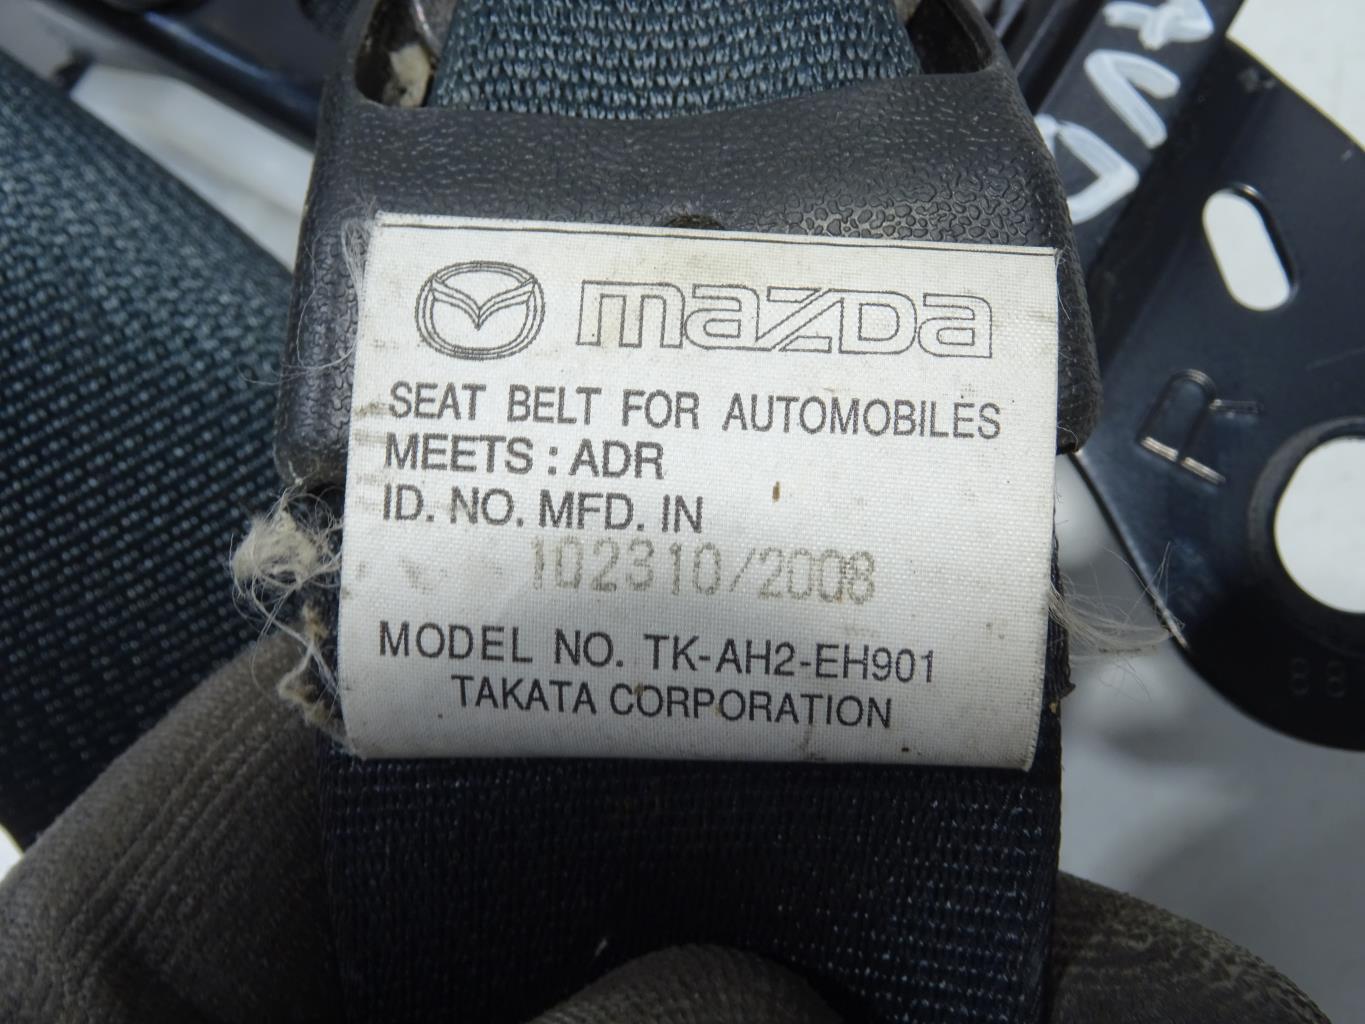 mazda
SEAT BELT FOR AUTOMOBILES
MEETS : ADR
ID. NO. MFD. IN
102310/2008
MODEL NO. TK-AH2-EH901
TAKATA CORPORATION
R